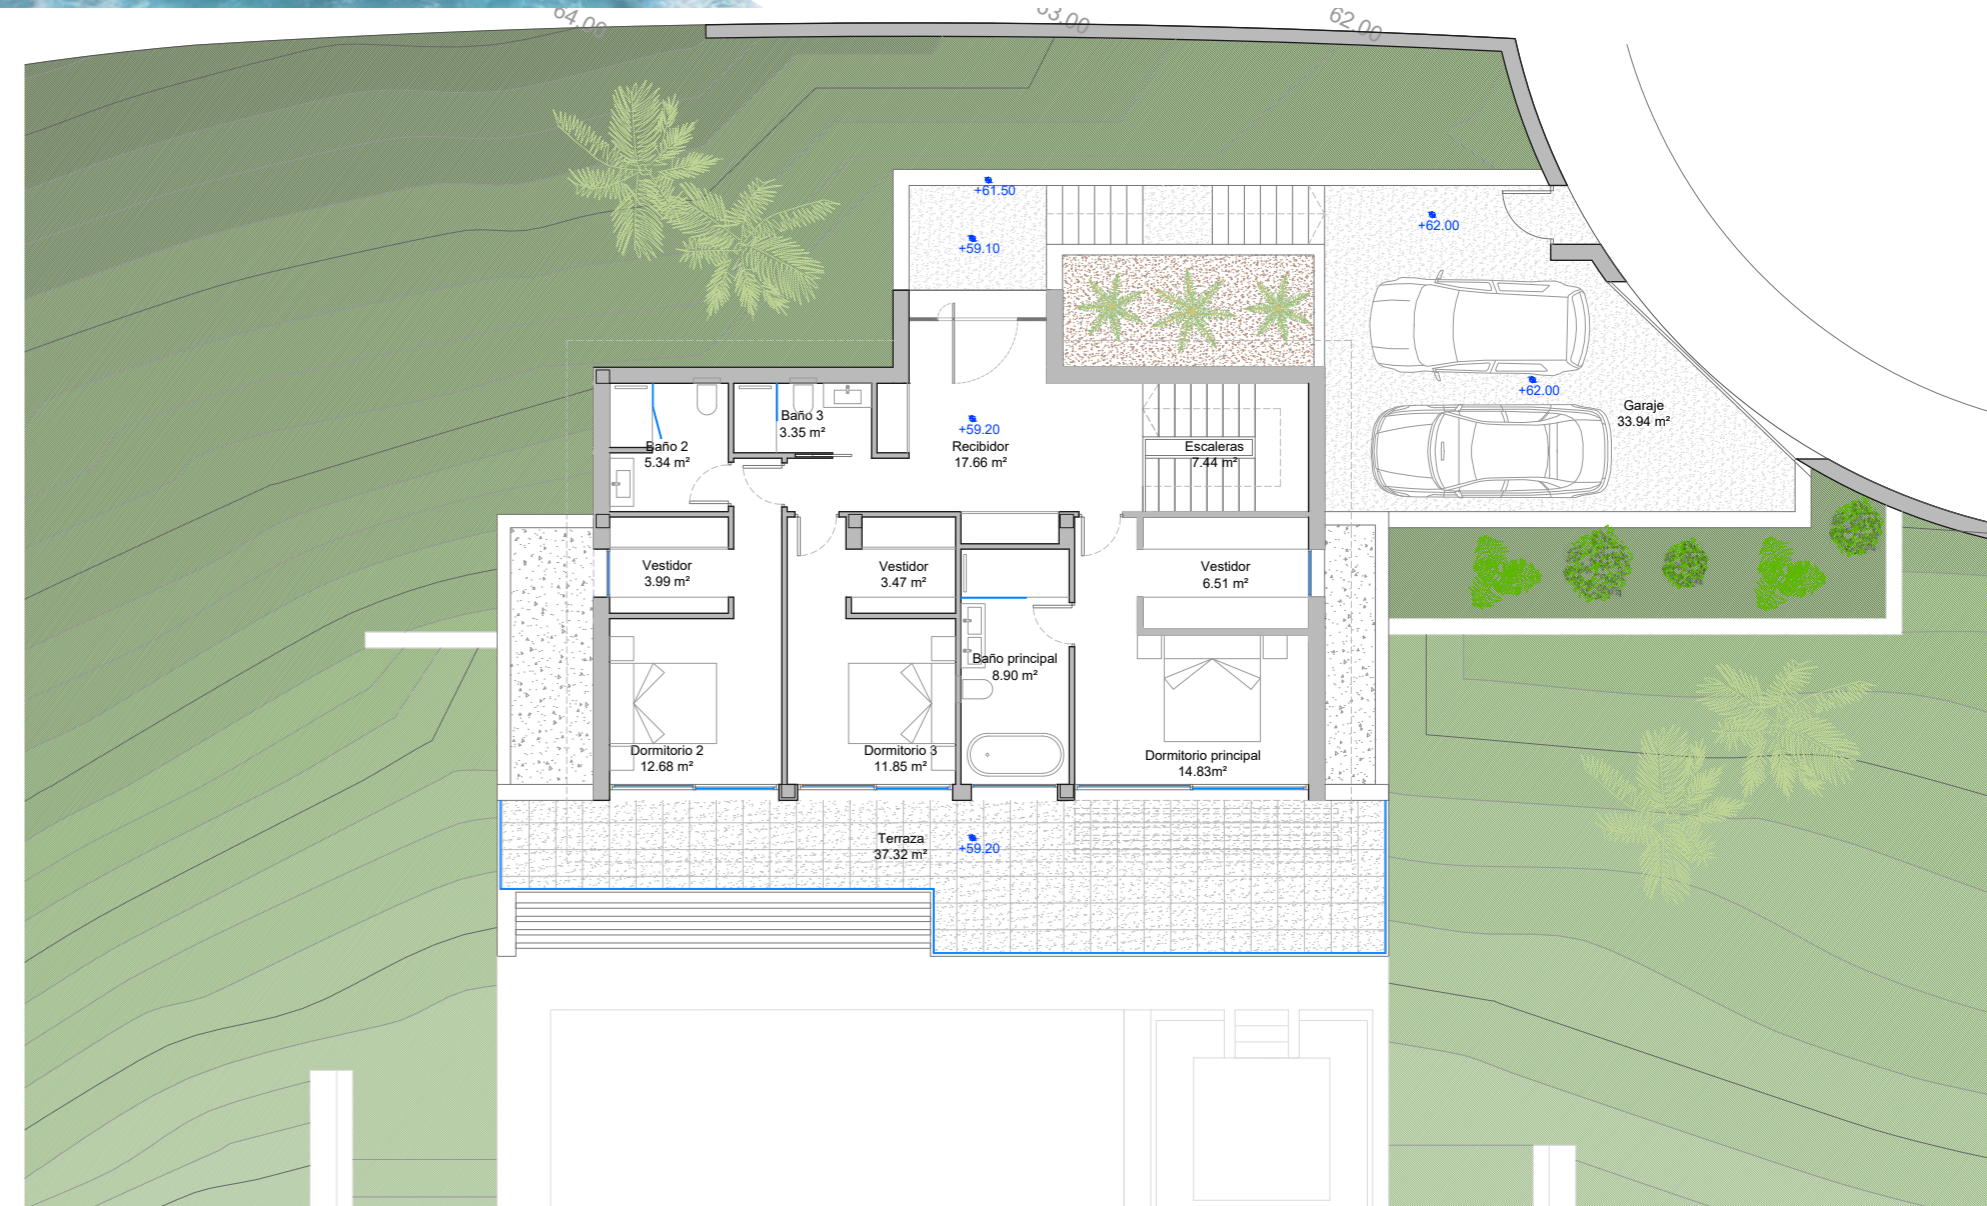 64.00
63.00
62.00
+61.50
+62.00
+59.10
+62.00
Garaje
33.94 m²
Baño 3
3.35 m²
+59.20
Recibidor
17.66 m²
Baño 2
5.34 m²
Escaleras
7.44 m²
Vestidor
3.99 m²
Vestidor
3.47 m²
Vestidor
6.51 m²
Baño principal
8.90 m²
Dormitorio 2
12.68 m²
Dormitorio 3
11.85 m²
Dormitorio principal
14.83m²
Terraza
37.32 m²
+59.20